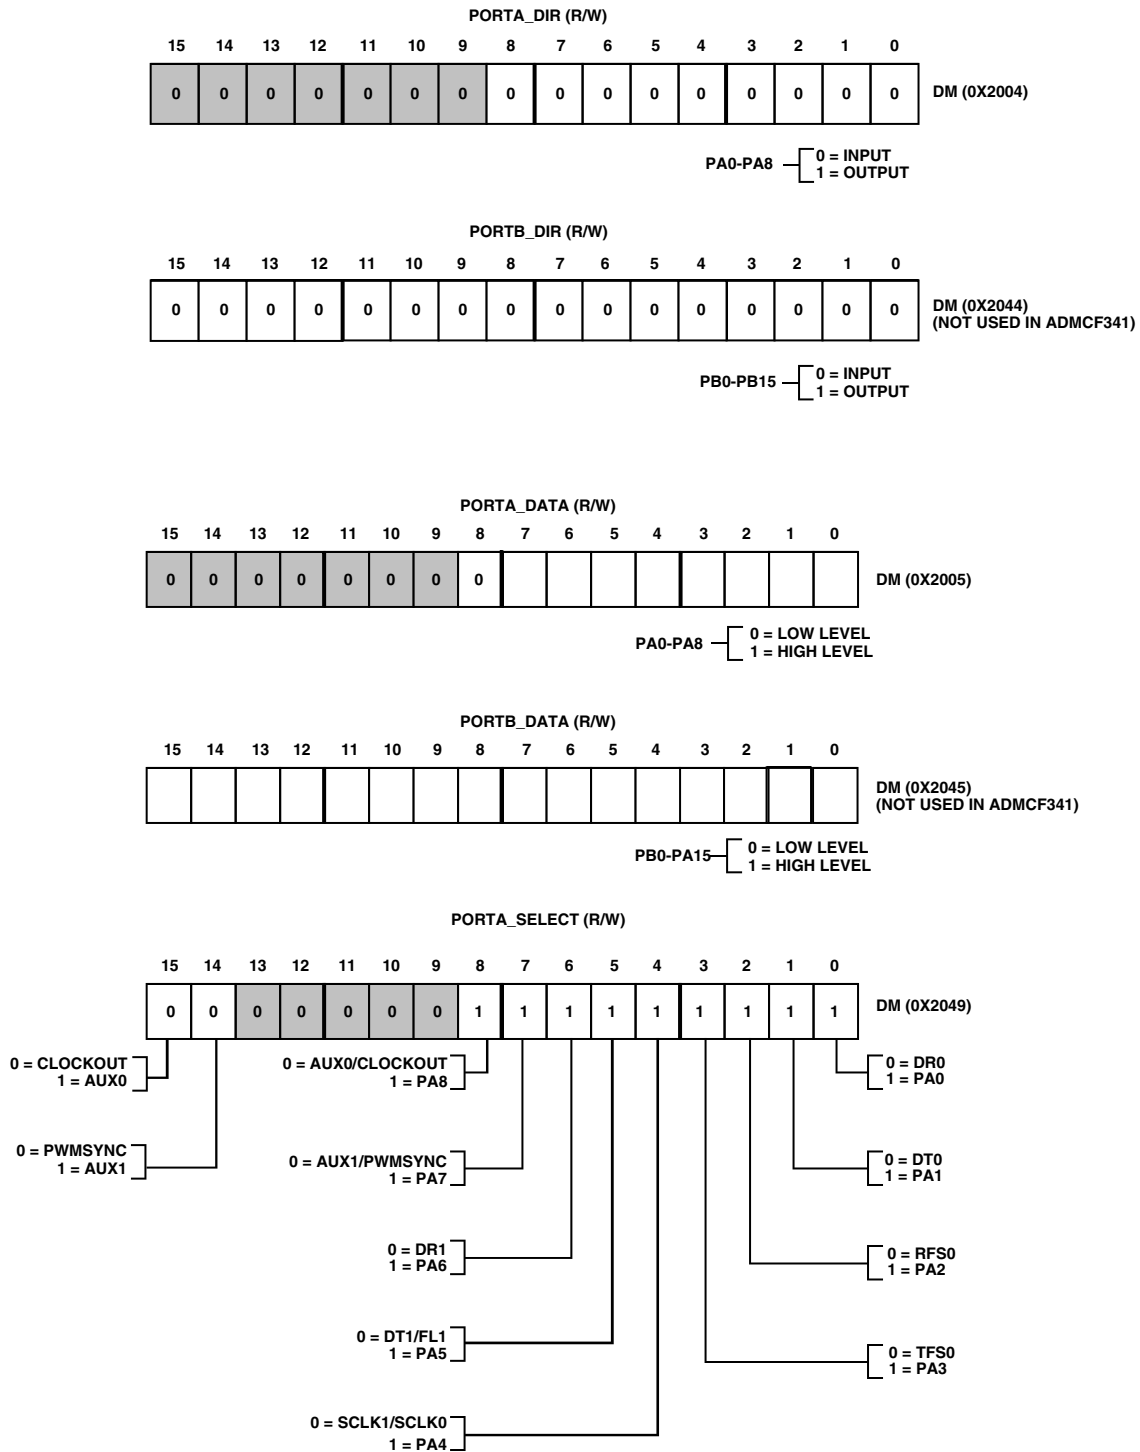 PORTA_DIR (R/W)
15 14 13 12 11 10 9 8 7 6 5 4 3 2 1 0
0 0 0 0 0 0 0 0 0 0 0 0 0 0 0 0 DM (0X2004)
PA0-PA8 0 = INPUT
1 = OUTPUT
PORTB_DIR (R/W)
15 14 13 12 11 10 9 8 7 6 5 4 3 2 1 0
0 0 0 0 0 0 0 0 0 0 0 0 0 0 0 0 DM (0X2044)
(NOT USED IN ADMCF341)
PB0-PB15 0 = INPUT
1 = OUTPUT
PORTA_DATA (R/W)
15 14 13 12 11 10 9 8 7 6 5 4 3 2 1 0
0 0 0 0 0 0 0 0 DM (0X2005)
PA0-PA8 0 = LOW LEVEL
1 = HIGH LEVEL
PORTB_DATA (R/W)
15 14 13 12 11 10 9 8 7 6 5 4 3 2 1 0
DM (0X2045)
(NOT USED IN ADMCF341)
PB0-PA15 0 = LOW LEVEL
1 = HIGH LEVEL
PORTA_SELECT (R/W)
15 14 13 12 11 10 9 8 7 6 5 4 3 2 1 0
0 0 0 0 0 0 0 1 1 1 1 1 1 1 1 1 DM (0X2049)
0 = CLOCKOUT
1 = AUX0
0 = AUX0/CLOCKOUT
1 = PA8
0 = DR0
1 = PA0
0 = PWMSYNC
1 = AUX1
0 = AUX1/PWMSYNC
1 = PA7
0 = DT0
1 = PA1
0 = DR1
1 = PA6
0 = RFS0
1 = PA2
0 = DT1/FL1
1 = PA5
0 = TFS0
1 = PA3
0 = SCLK1/SCLK0
1 = PA4